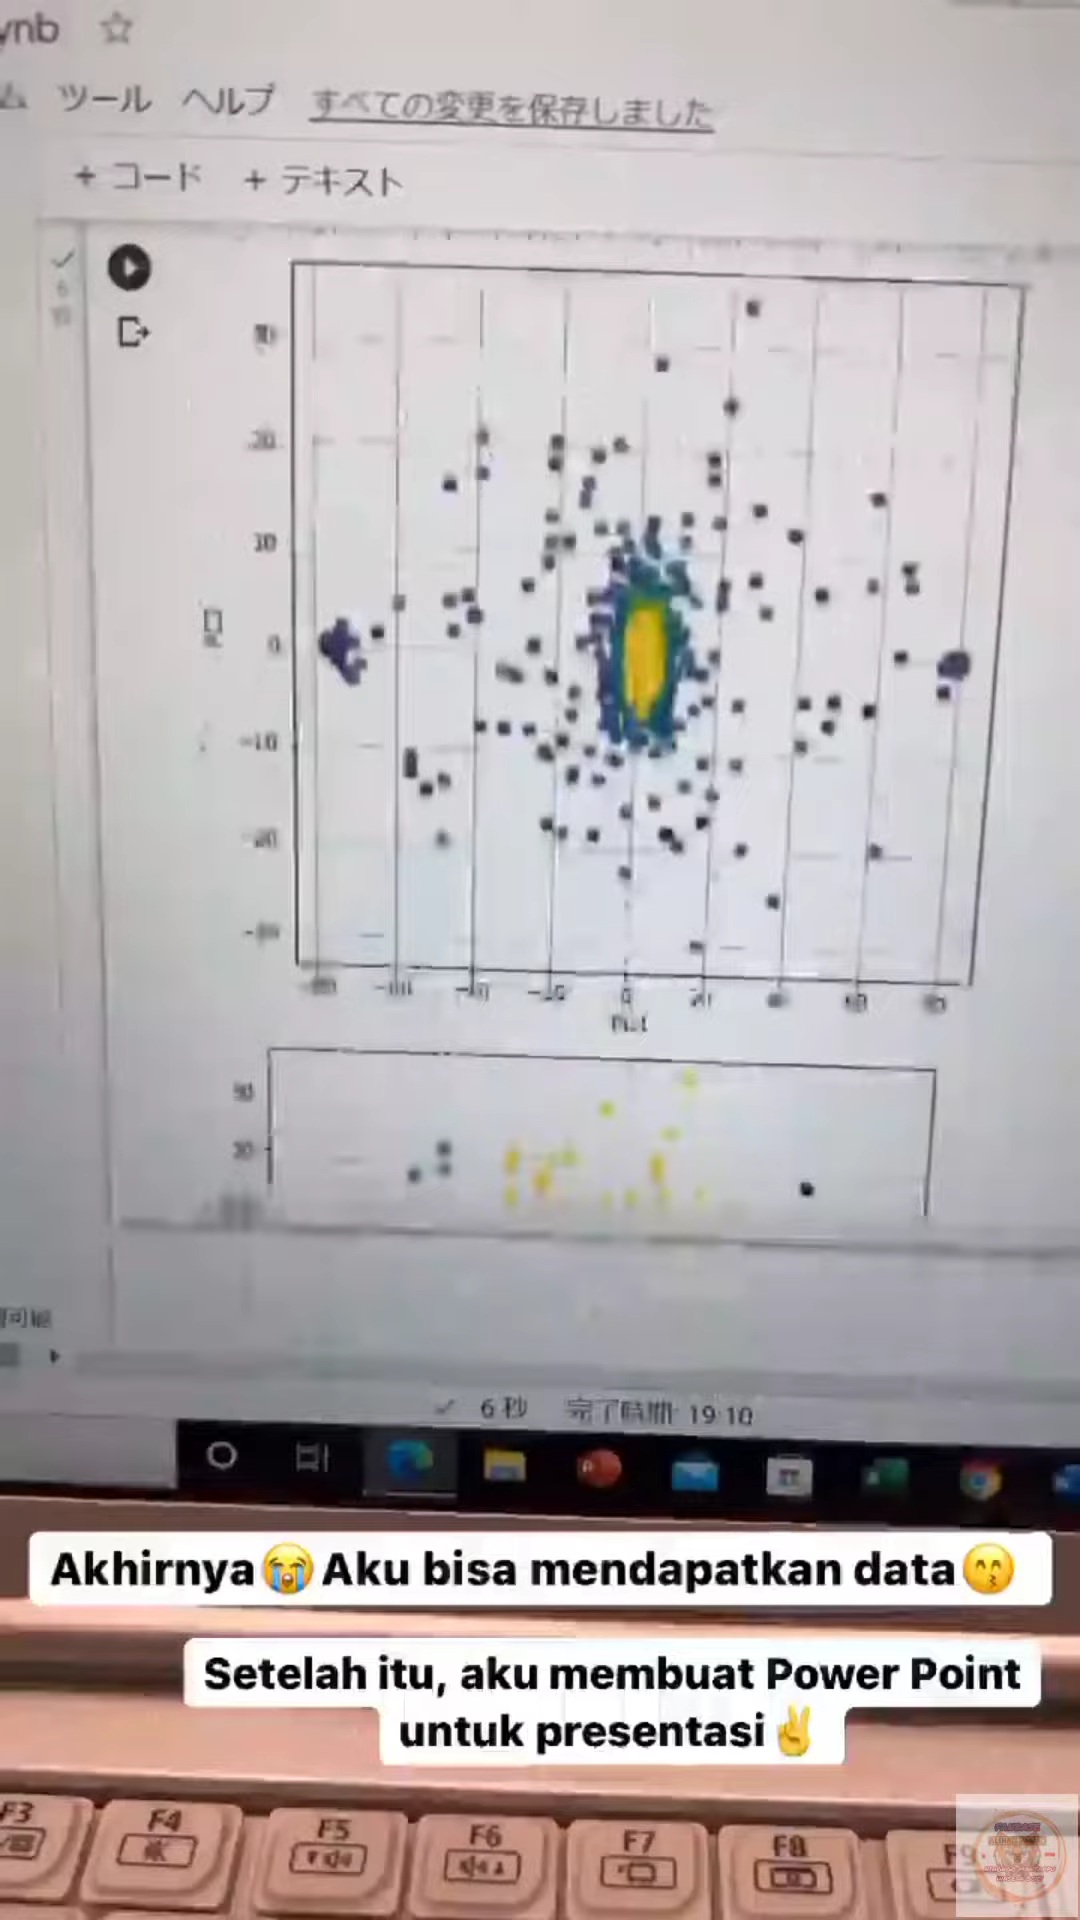 ynb
ム ツール ヘルプ すべての変更を保存しました
+ コード + テキスト
20
10
0
-10
-20
0
20
40
60
80
30
20
6 秒 完了時間: 19:10
Akhirnya😭Aku bisa mendapatkan data😙
Setelah itu, aku membuat Power Point
untuk presentasi✌️
F3
F4
F5
F6
F7
F8
F9